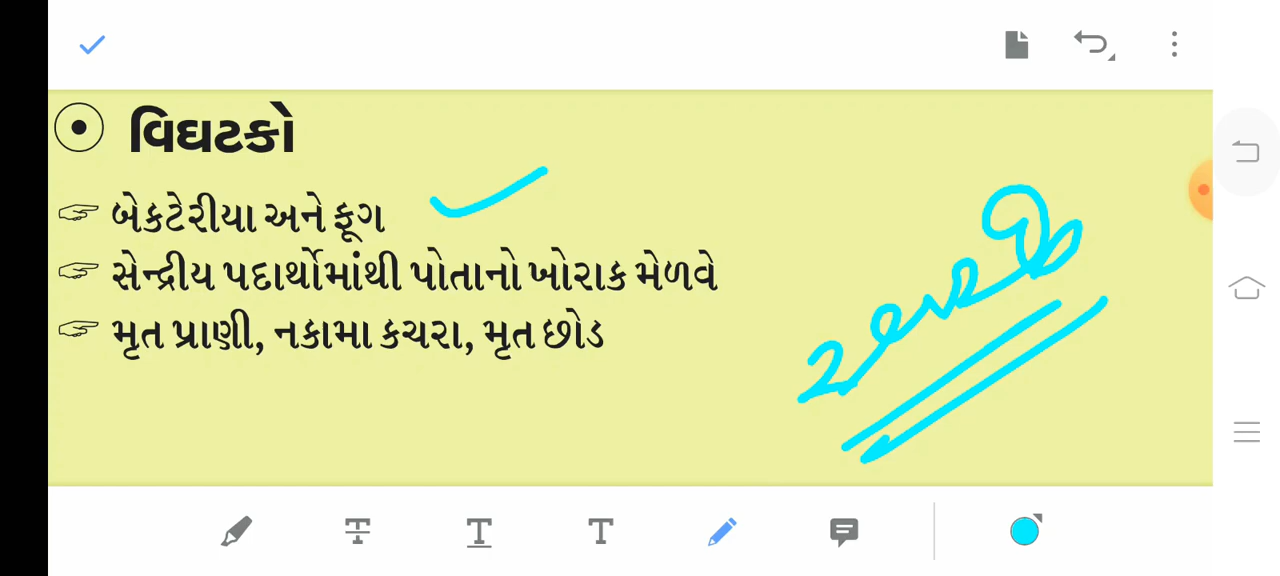 વિઘટકો
બેકટેરીયા અને ફૂગ
સેન્દ્રીય પદાર્થોમાંથી પોતાનો ખોરાક મેળવે
મૃત પ્રાણી, નકામા કચરા, મૃત છોડ